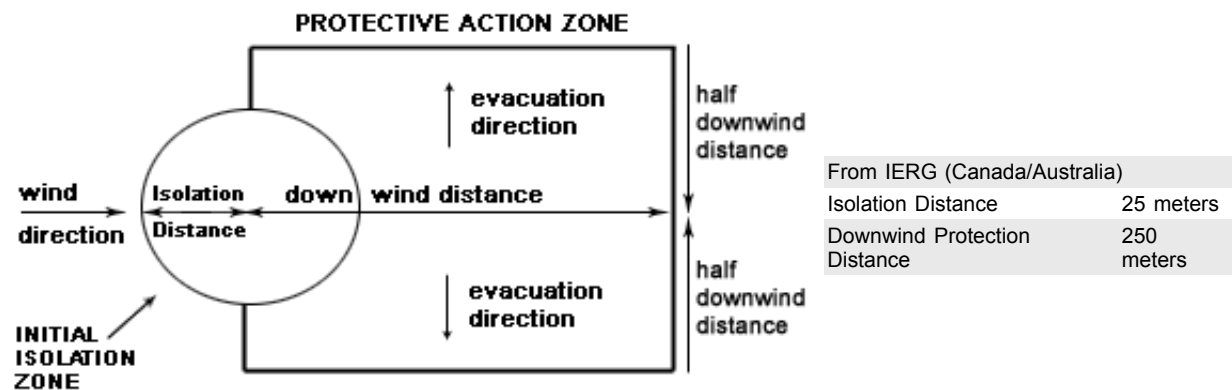 PROTECTIVE ACTION ZONE
evacuation
direction
half
downwind
distance
wind
direction
Isolation
Distance
down wind distance
evacuation
direction
half
downwind
distance
INITIAL
ISOLATION
ZONE
From IERG (Canada/Australia)
Isolation Distance 25 meters
Downwind Protection 250
Distance meters